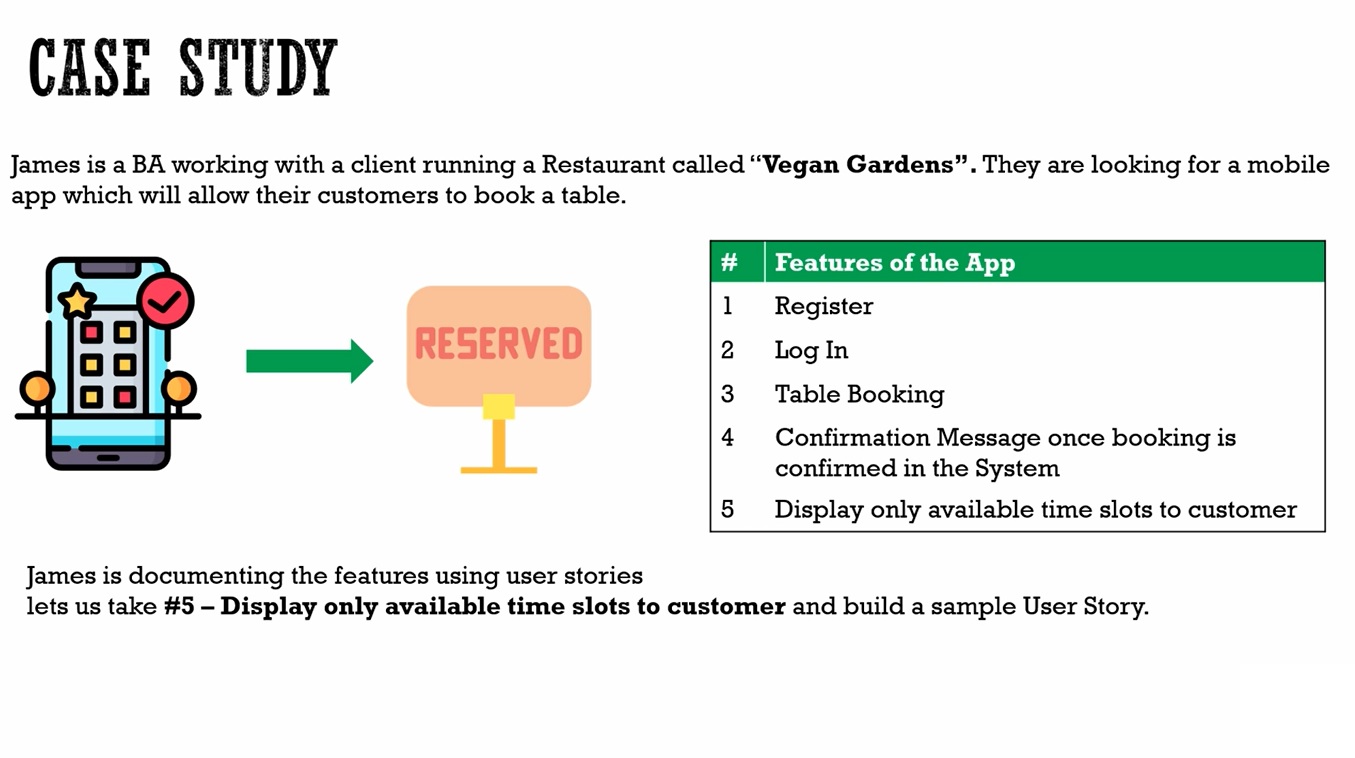 CASE STUDY
James is a BA working with a client running a Restaurant called “Vegan Gardens”. They are looking for a mobile
app which will allow their customers to book a table.
RESERVED
# Features of the App
1 Register
2 Log In
3 Table Booking
4 Confirmation Message once booking is
confirmed in the System
5 Display only available time slots to customer
James is documenting the features using user stories
lets us take #5 – Display only available time slots to customer and build a sample User Story.